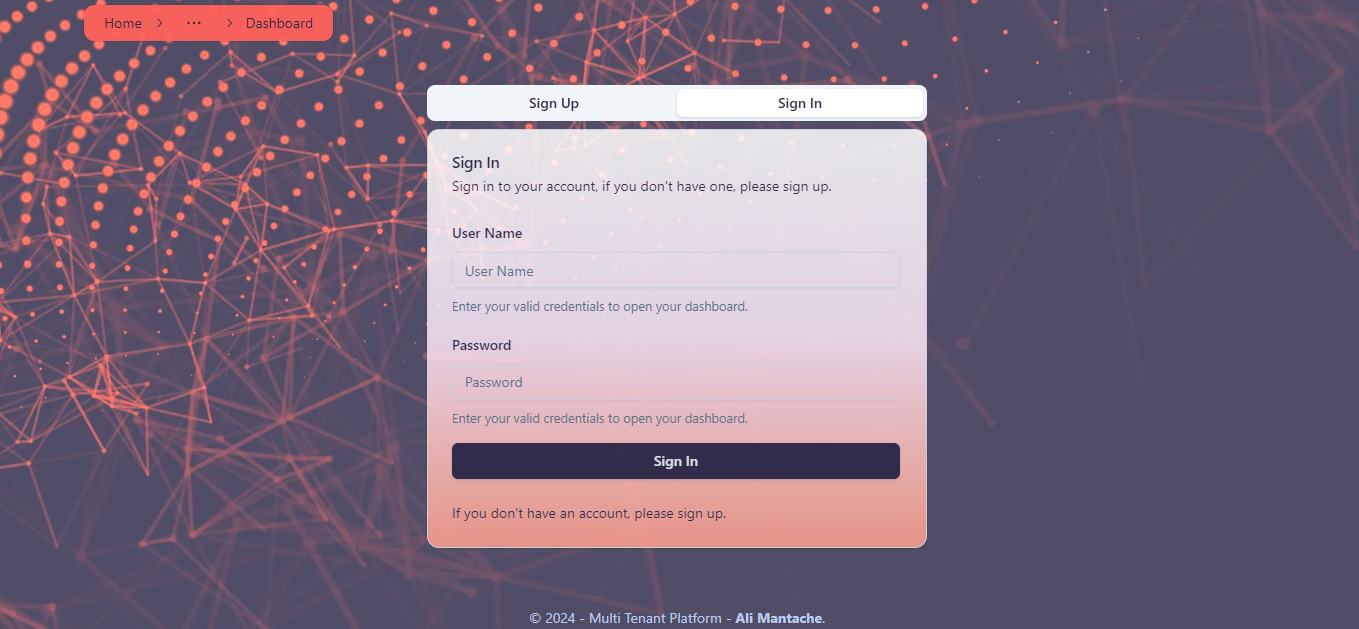 Home > ··· > Dashboard
Sign Up Sign In
Sign In
Sign in to your account, if you don't have one, please sign up.
User Name
User Name
Enter your valid credentials to open your dashboard.
Password
Password
Enter your valid credentials to open your dashboard.
Sign In
If you don't have an account, please sign up.
© 2024 - Multi Tenant Platform - Ali Mantache.